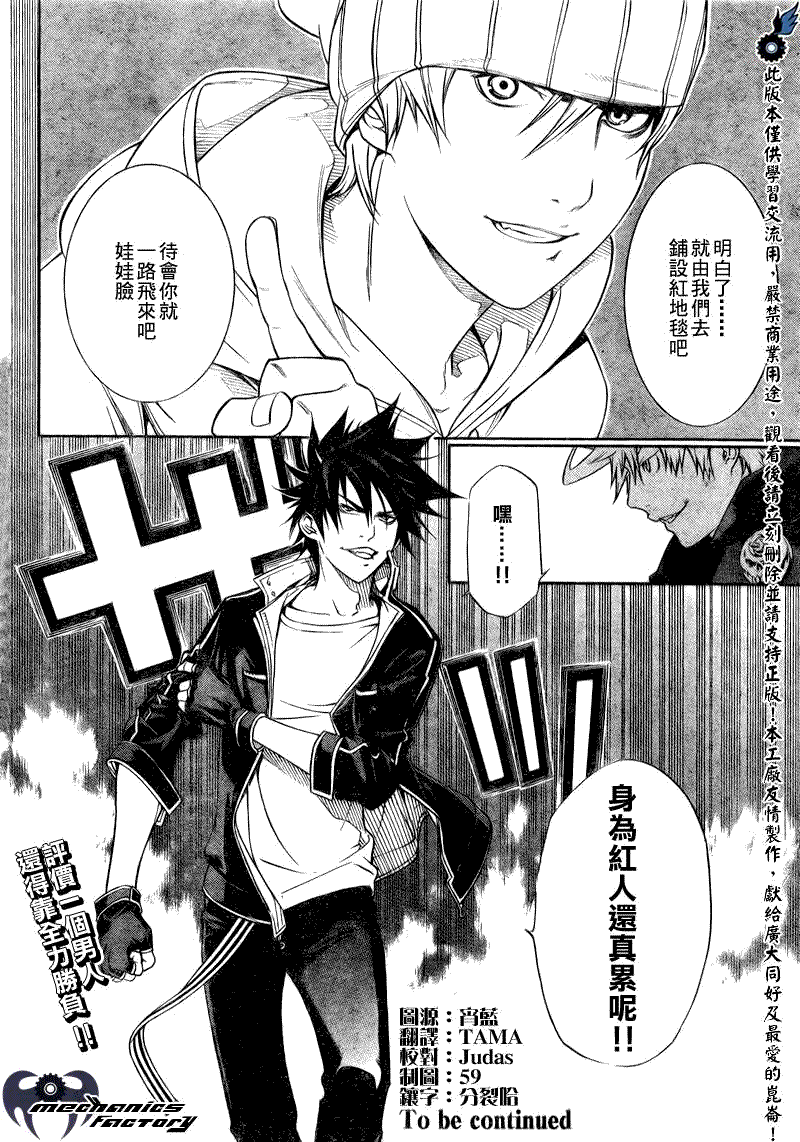 明白了……
就由我們去
鋪設紅地毯吧
待會你就
一路飛來吧
娃娃臉
嘿……!!
ザッ!!
身為紅人還真累呢!!
評價一個男人
還得靠全力勝負!!
圖源：宵藍
翻譯：TAMA
校對：Judas
制圖：59
鑲字：分裂哈
To be continued
mechanics
factory
此版本僅供學習交流用，嚴禁商業用途，觀看後請立刻刪除並請支持正版！本工廠友情製作，獻給廣大同好及最愛的崑崙！